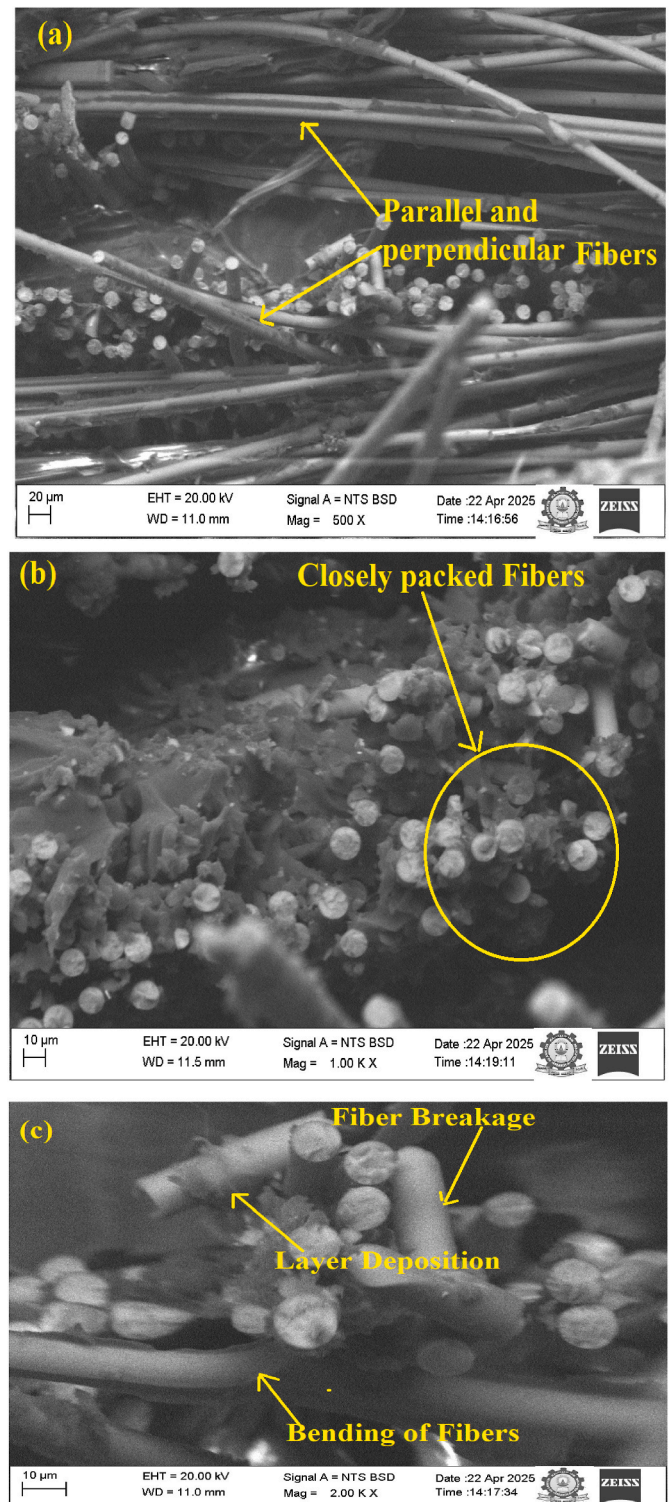 (a)
Parallel and
perpendicular Fibers
20 µm
EHT = 20.00 kV
Signal A = NTS BSD
Date :22 Apr 2025
WD = 11.0 mm
Mag = 500 X
Time :14:16:56
ZEISS
(b)
Closely packed Fibers
10 µm
EHT = 20.00 kV
Signal A = NTS BSD
Date :22 Apr 2025
WD = 11.5 mm
Mag = 1.00 K X
Time :14:19:11
ZEISS
(c)
Fiber Breakage
Layer Deposition
Bending of Fibers
10 µm
EHT = 20.00 kV
Signal A = NTS BSD
Date :22 Apr 2025
WD = 11.0 mm
Mag = 2.00 K X
Time :14:17:34
ZEISS